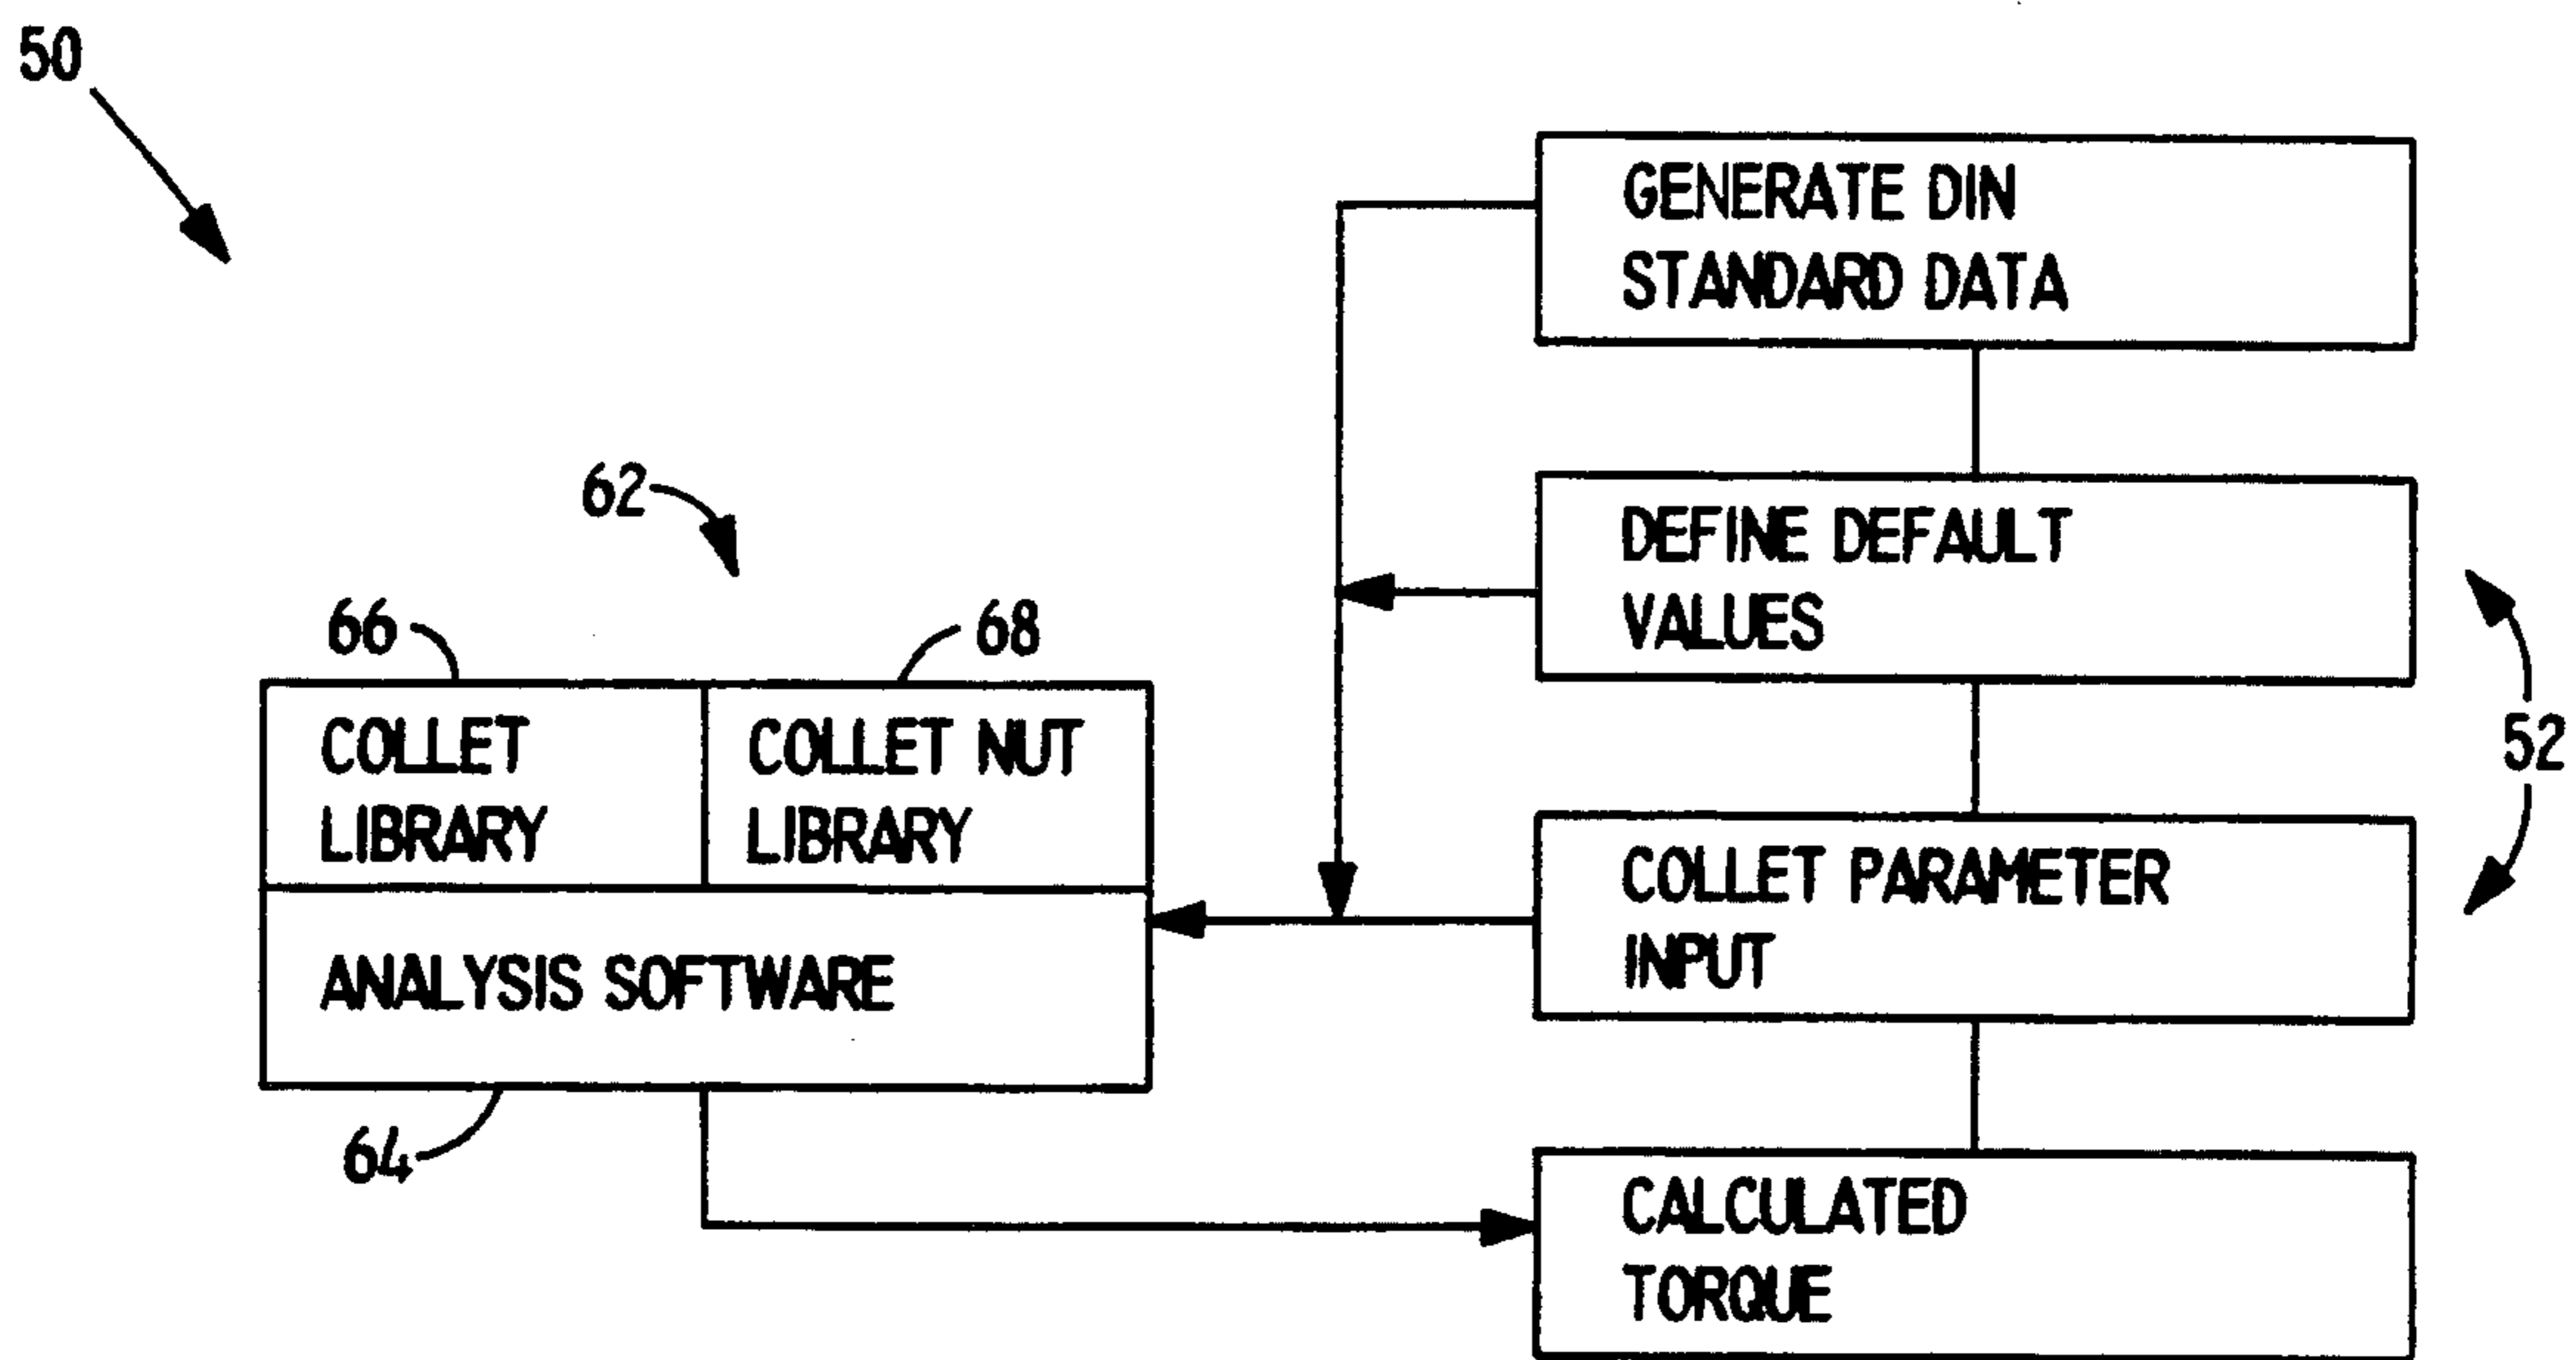 50
GENERATE DIN
STANDARD DATA
62
DEFINE DEFAULT
VALUES
66
68
52
COLLET
LIBRARY
COLLET NUT
LIBRARY
COLLET PARAMETER
INPUT
ANALYSIS SOFTWARE
64
CALCULATED
TORQUE